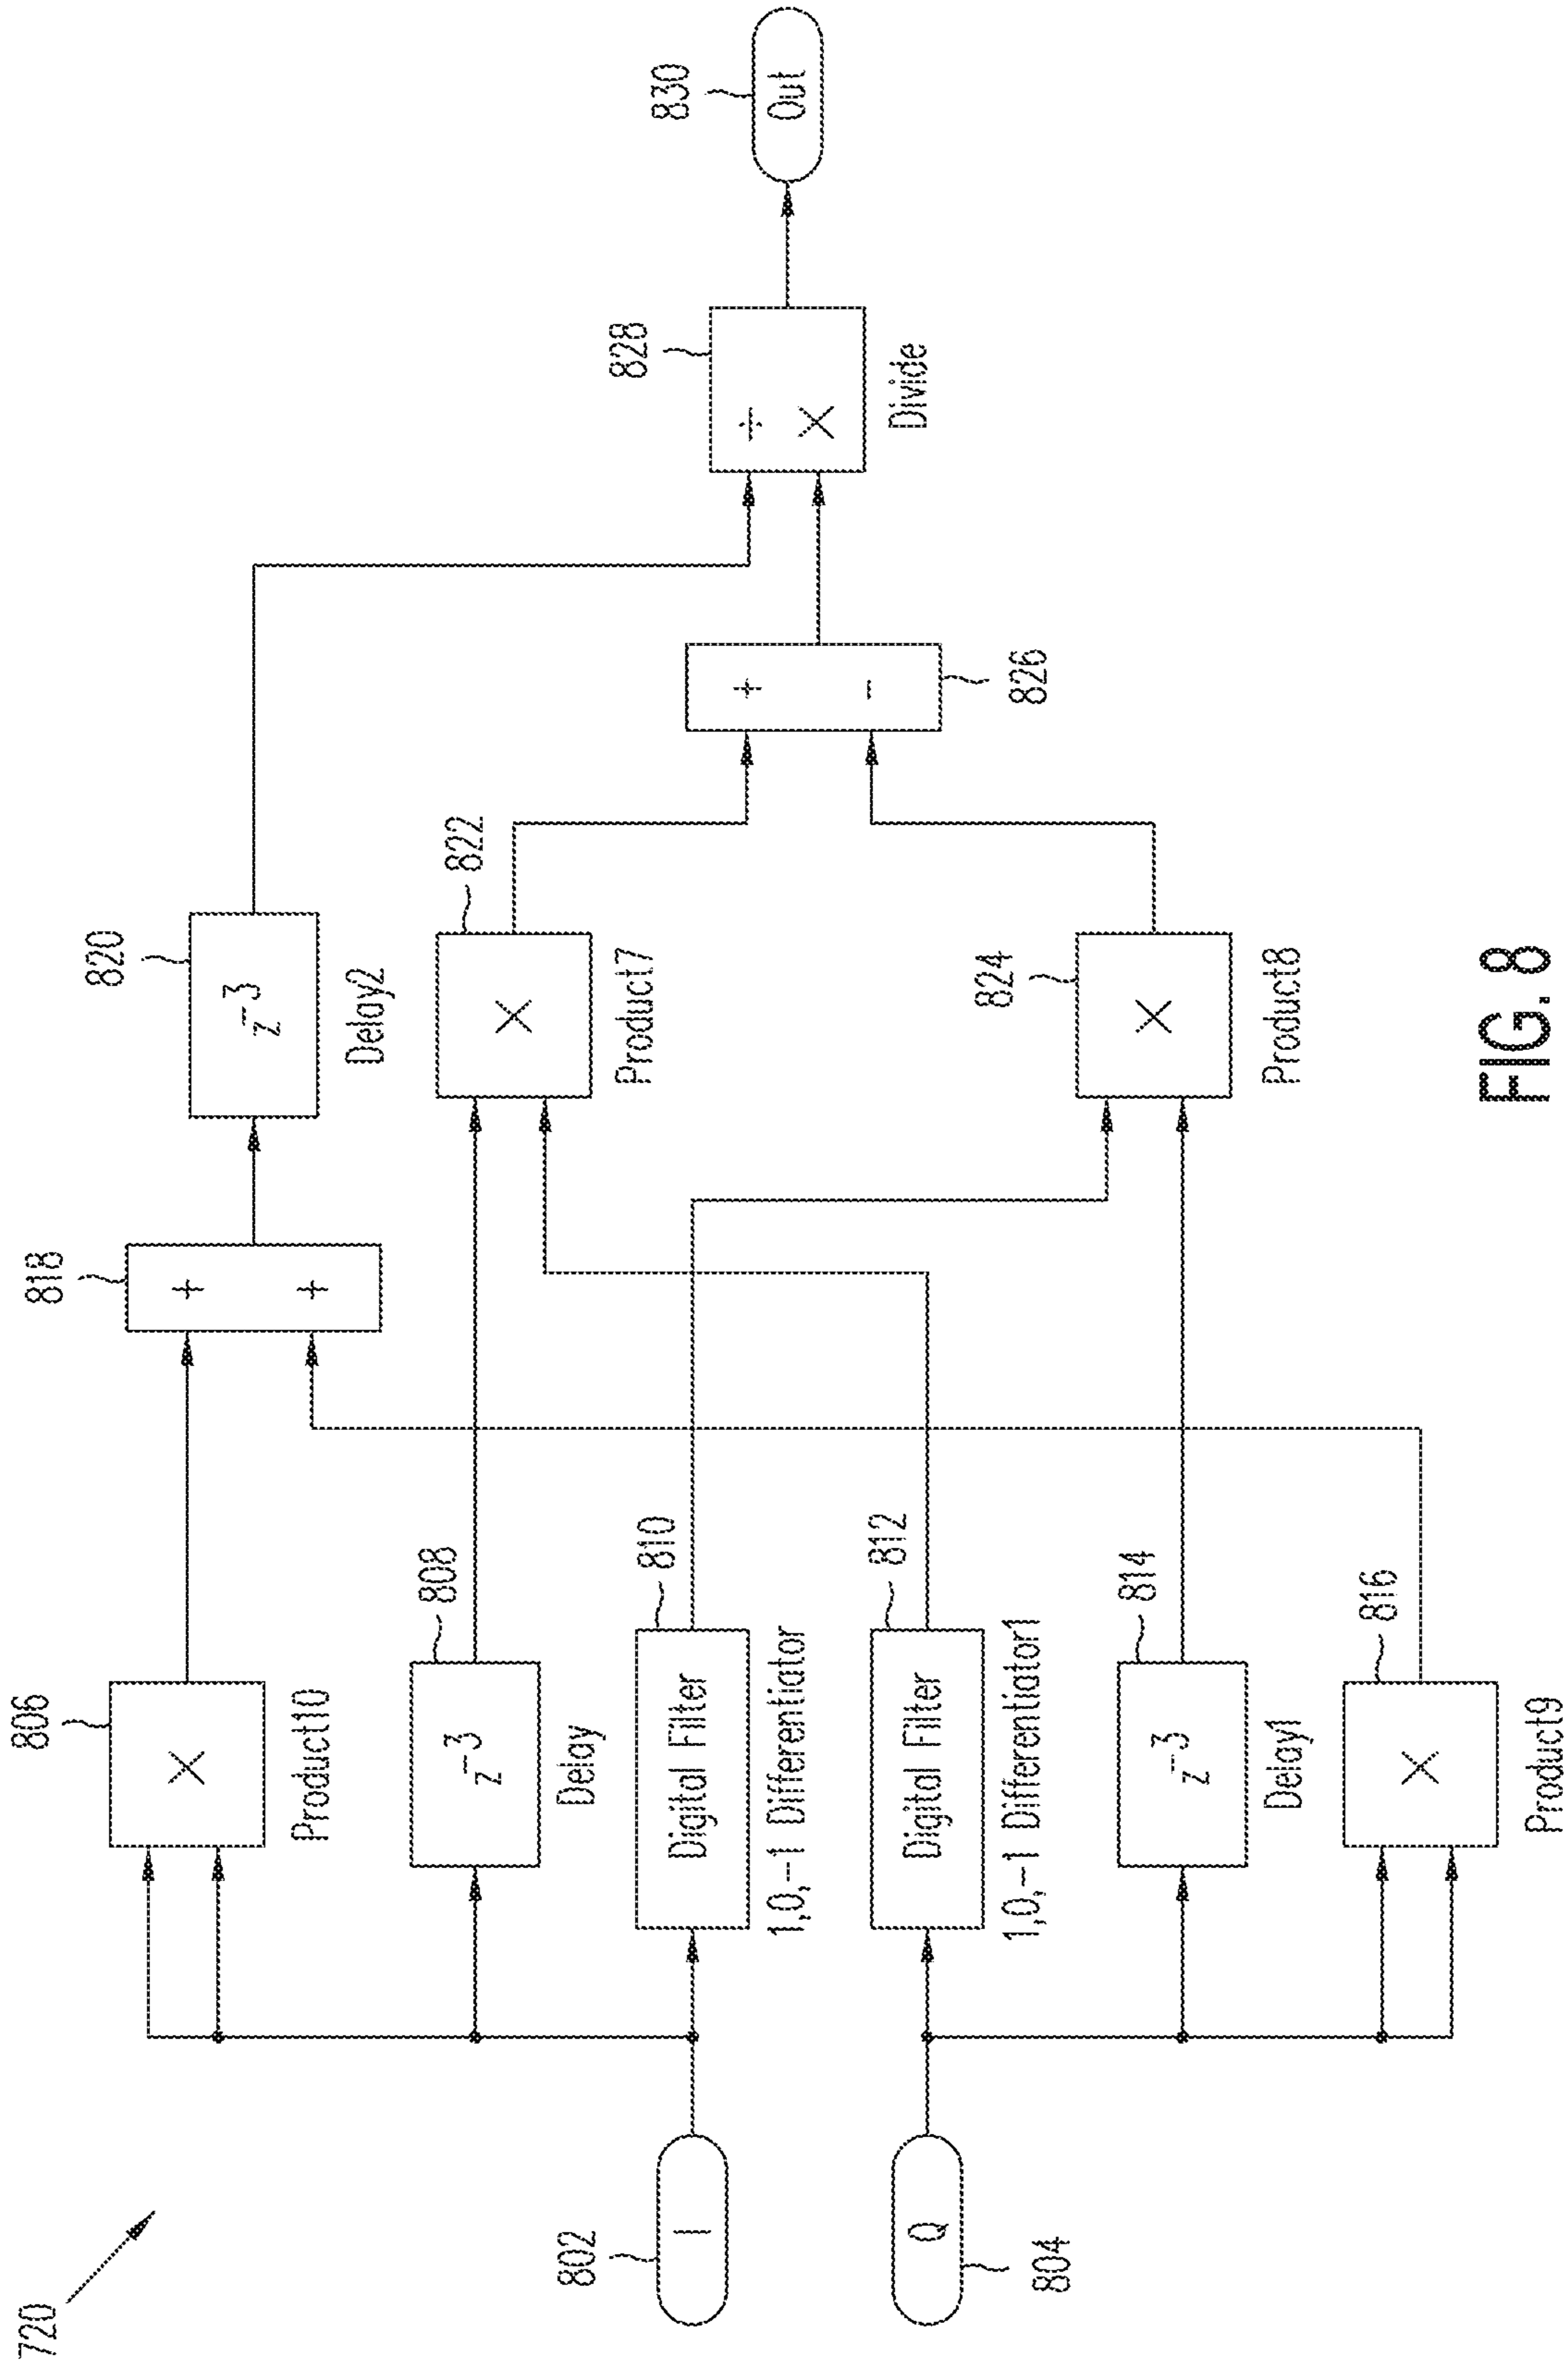 720
802
I
804
Q
806
×
Product10
808
z⁻³
Delay
810
Digital Filter
1,0,-1 Differentiator
812
Digital Filter
1,0,-1 Differentiator1
814
z⁻³
Delay1
816
×
Product9
818
+
+
820
z⁻³
Delay2
822
×
Product7
824
×
Product8
826
+
-
828
÷
×
Divide
830
Out
FIG. 8